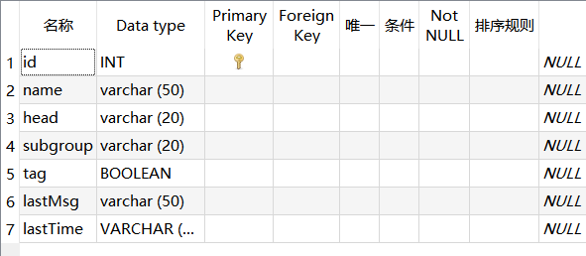 名称 Data type Primary Key Foreign Key 唯一 条件 Not NULL 排序规则
1 id INT NULL
2 name varchar (50) NULL
3 head varchar (20) NULL
4 subgroup varchar (20) NULL
5 tag BOOLEAN NULL
6 lastMsg varchar (50) NULL
7 lastTime VARCHAR (... NULL